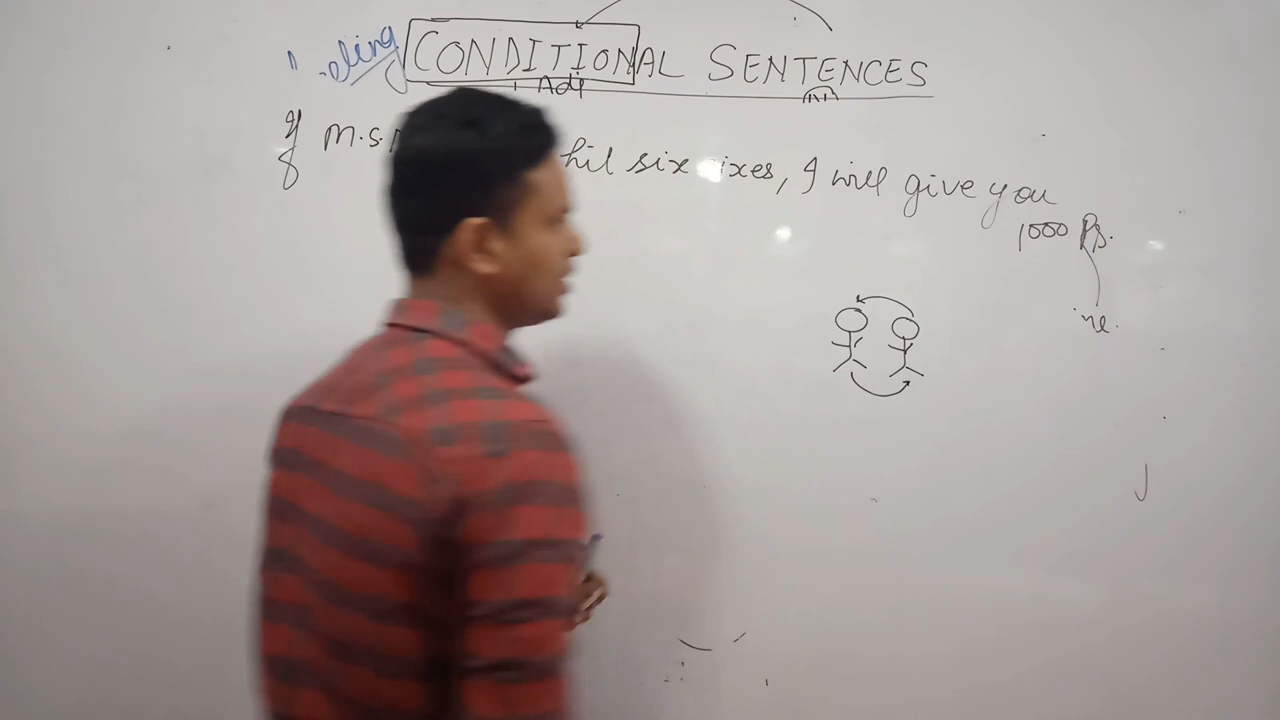 CONDITIONAL SENTENCES
Adj
If M.S. hit six sixes, I will give you
1000 Rs.